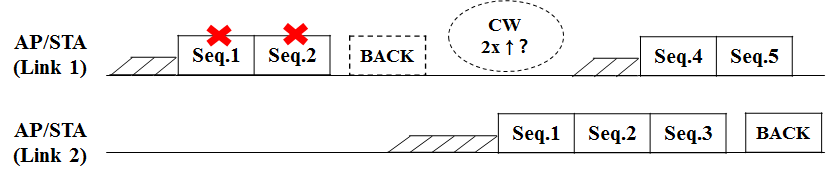 CW
2x ↑ ?
AP/STA
(Link 1)
Seq.1 Seq.2 BACK Seq.4 Seq.5
AP/STA
(Link 2)
Seq.1 Seq.2 Seq.3 BACK